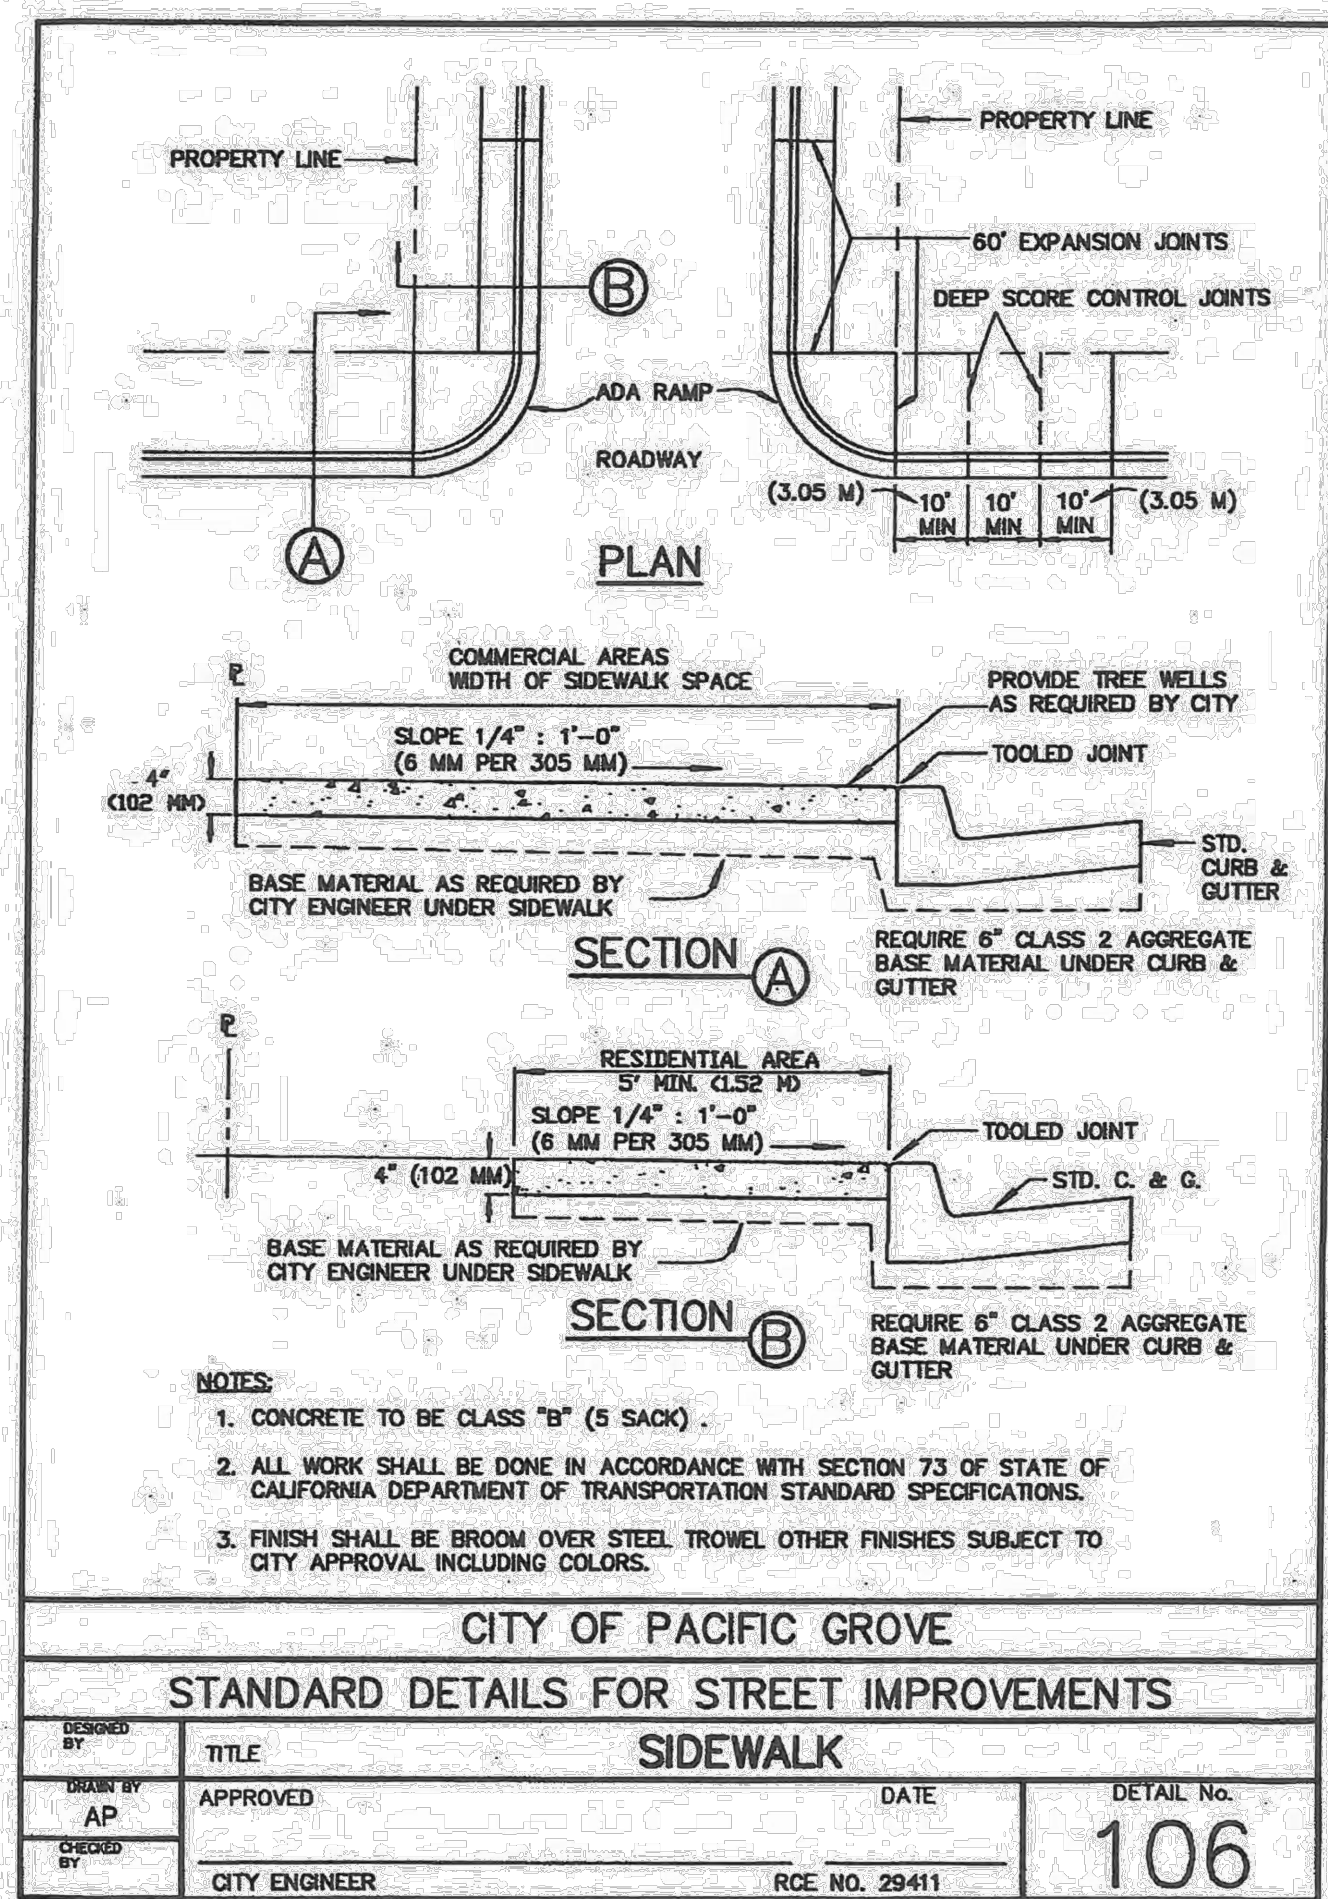 PROPERTY LINE
PROPERTY LINE
60' EXPANSION JOINTS
B
DEEP SCORE CONTROL JOINTS
ADA RAMP
ROADWAY
(3.05 M)
10'
MIN
10'
MIN
10'
MIN
(3.05 M)
A
PLAN
COMMERCIAL AREAS
WIDTH OF SIDEWALK SPACE
PL
PROVIDE TREE WELLS
AS REQUIRED BY CITY
SLOPE 1/4" : 1'-0"
(6 MM PER 305 MM)
TOOLED JOINT
4"
(102 MM)
STD.
CURB &
GUTTER
BASE MATERIAL AS REQUIRED BY
CITY ENGINEER UNDER SIDEWALK
SECTION A
REQUIRE 6" CLASS 2 AGGREGATE
BASE MATERIAL UNDER CURB &
GUTTER
PL
RESIDENTIAL AREA
5' MIN. (1.52 M)
SLOPE 1/4" : 1'-0"
(6 MM PER 305 MM)
TOOLED JOINT
4" (102 MM)
STD. C. & G.
BASE MATERIAL AS REQUIRED BY
CITY ENGINEER UNDER SIDEWALK
SECTION B
REQUIRE 6" CLASS 2 AGGREGATE
BASE MATERIAL UNDER CURB &
GUTTER
NOTES:
1. CONCRETE TO BE CLASS "B" (5 SACK) .
2. ALL WORK SHALL BE DONE IN ACCORDANCE WITH SECTION 73 OF STATE OF
CALIFORNIA DEPARTMENT OF TRANSPORTATION STANDARD SPECIFICATIONS.
3. FINISH SHALL BE BROOM OVER STEEL TROWEL OTHER FINISHES SUBJECT TO
CITY APPROVAL INCLUDING COLORS.
CITY OF PACIFIC GROVE
STANDARD DETAILS FOR STREET IMPROVEMENTS
DESIGNED
BY
TITLE
SIDEWALK
DRAWN BY
AP
CHECKED
BY
APPROVED
DATE
CITY ENGINEER
RCE NO. 29411
DETAIL No.
106